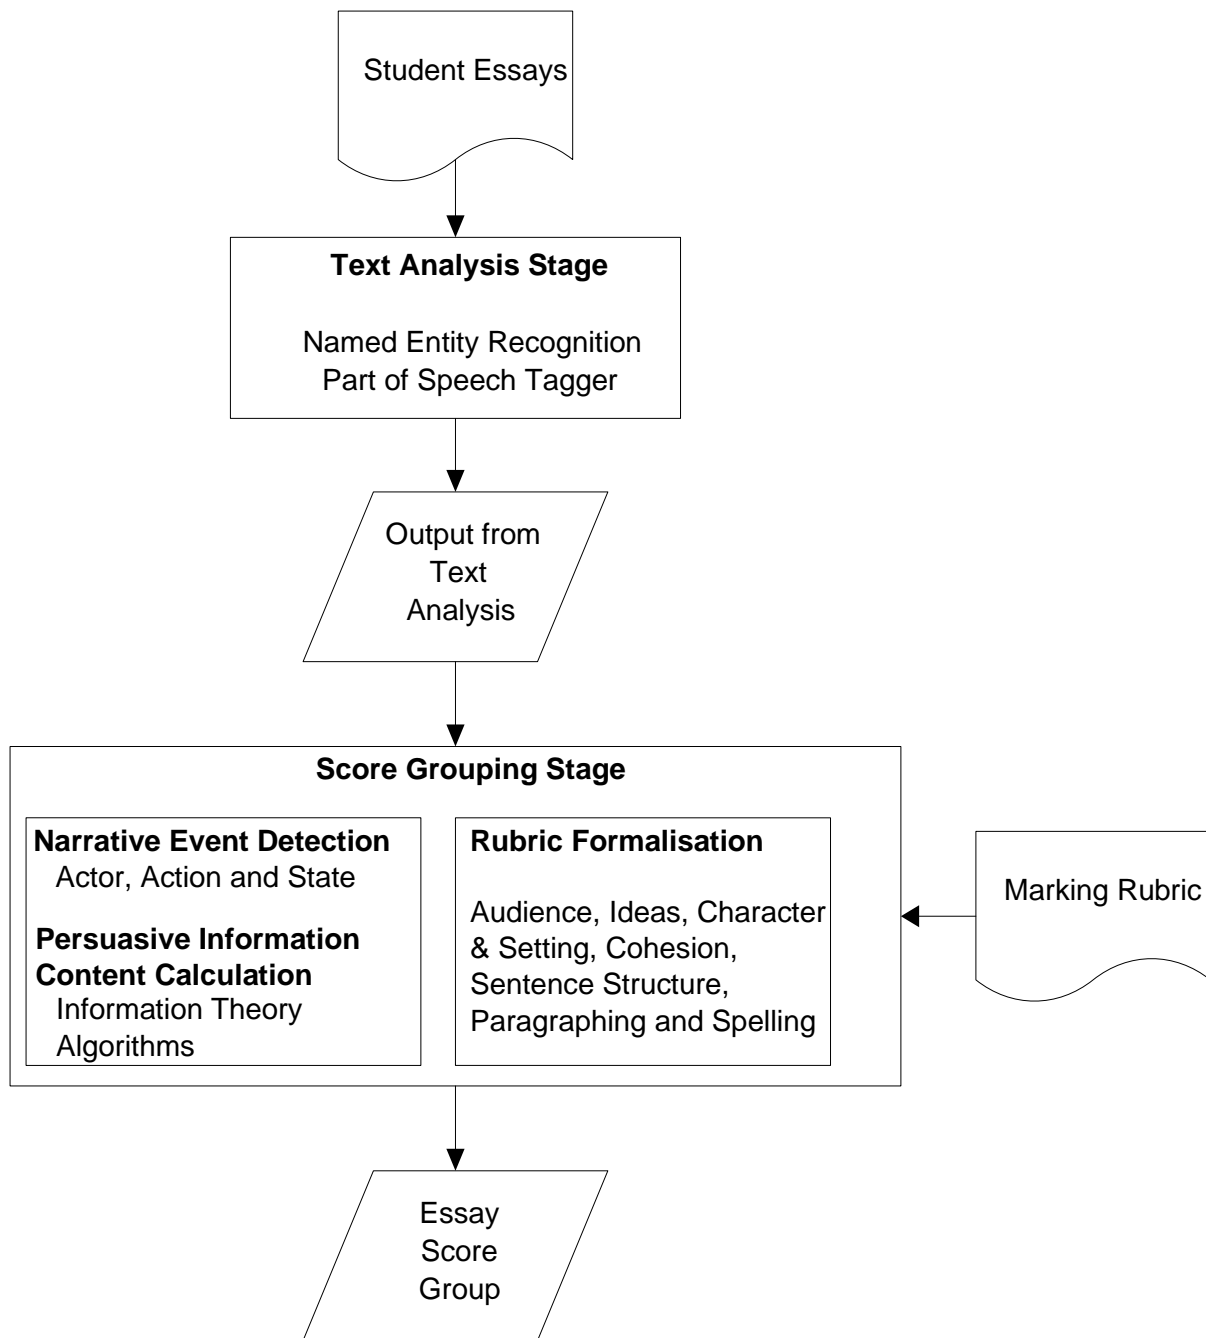 Student Essays
Text Analysis Stage
Named Entity Recognition
Part of Speech Tagger
Output from
Text
Analysis
Score Grouping Stage
Narrative Event Detection
Actor, Action and State
Persuasive Information
Content Calculation
Information Theory
Algorithms
Rubric Formalisation
Audience, Ideas, Character
& Setting, Cohesion,
Sentence Structure,
Paragraphing and Spelling
Marking Rubric
Essay
Score
Group